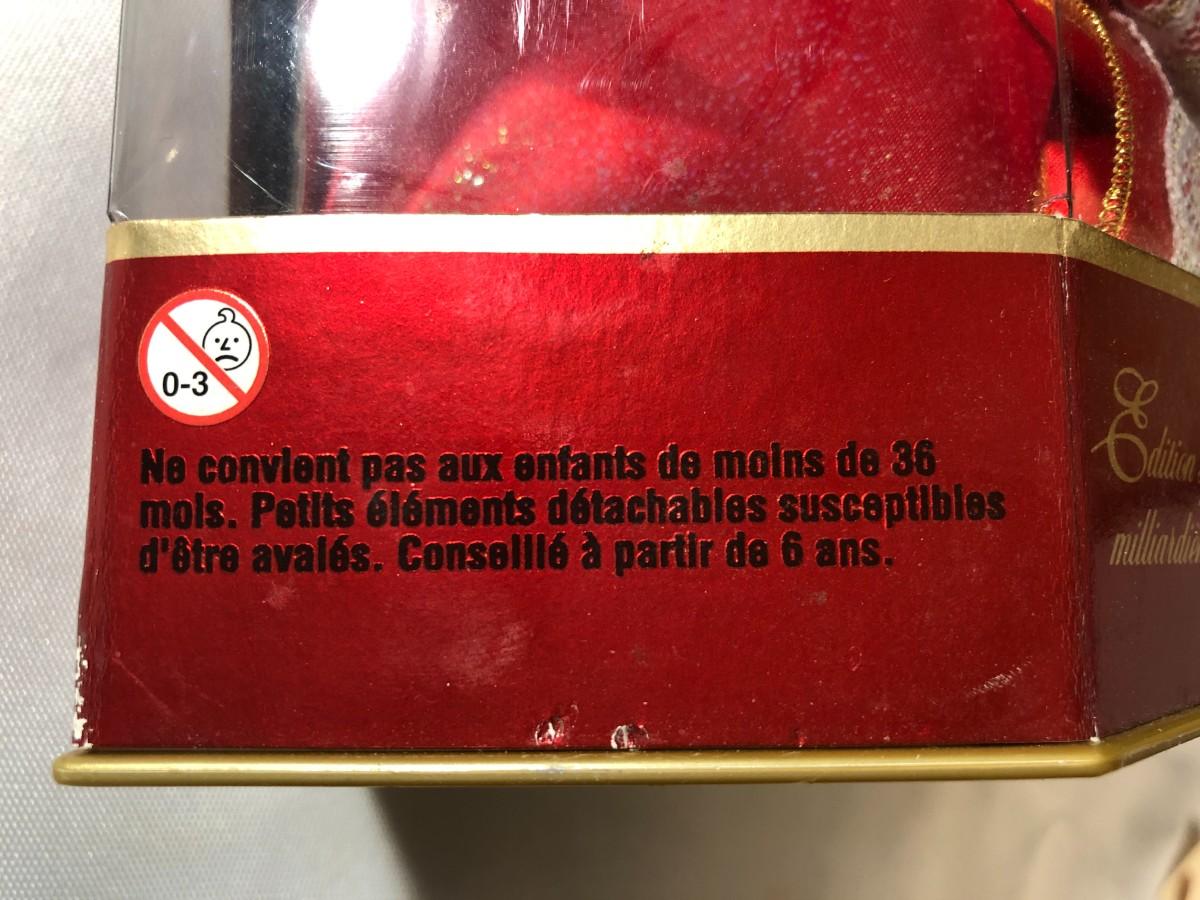 0-3
Ne convient pas aux enfants de moins de 36
mois. Petits éléments détachables susceptibles
d'être avalés. Conseillé à partir de 6 ans.
Edition